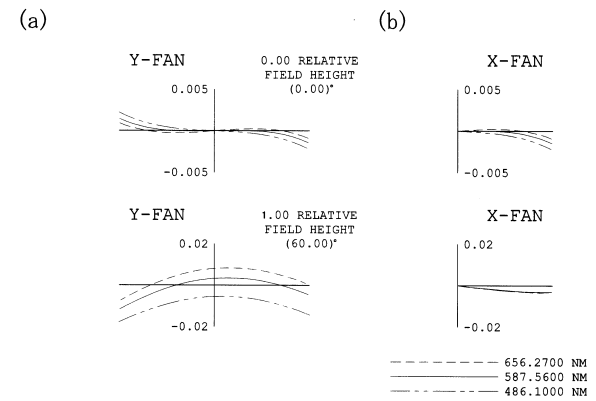 (a)
(b)
Y-FAN
0.00 RELATIVE
FIELD HEIGHT
(0.00)°
X-FAN
0.005
-0.005
0.005
-0.005
Y-FAN
1.00 RELATIVE
FIELD HEIGHT
(60.00)°
X-FAN
0.02
-0.02
0.02
-0.02
656.2700 NM
587.5600 NM
486.1000 NM